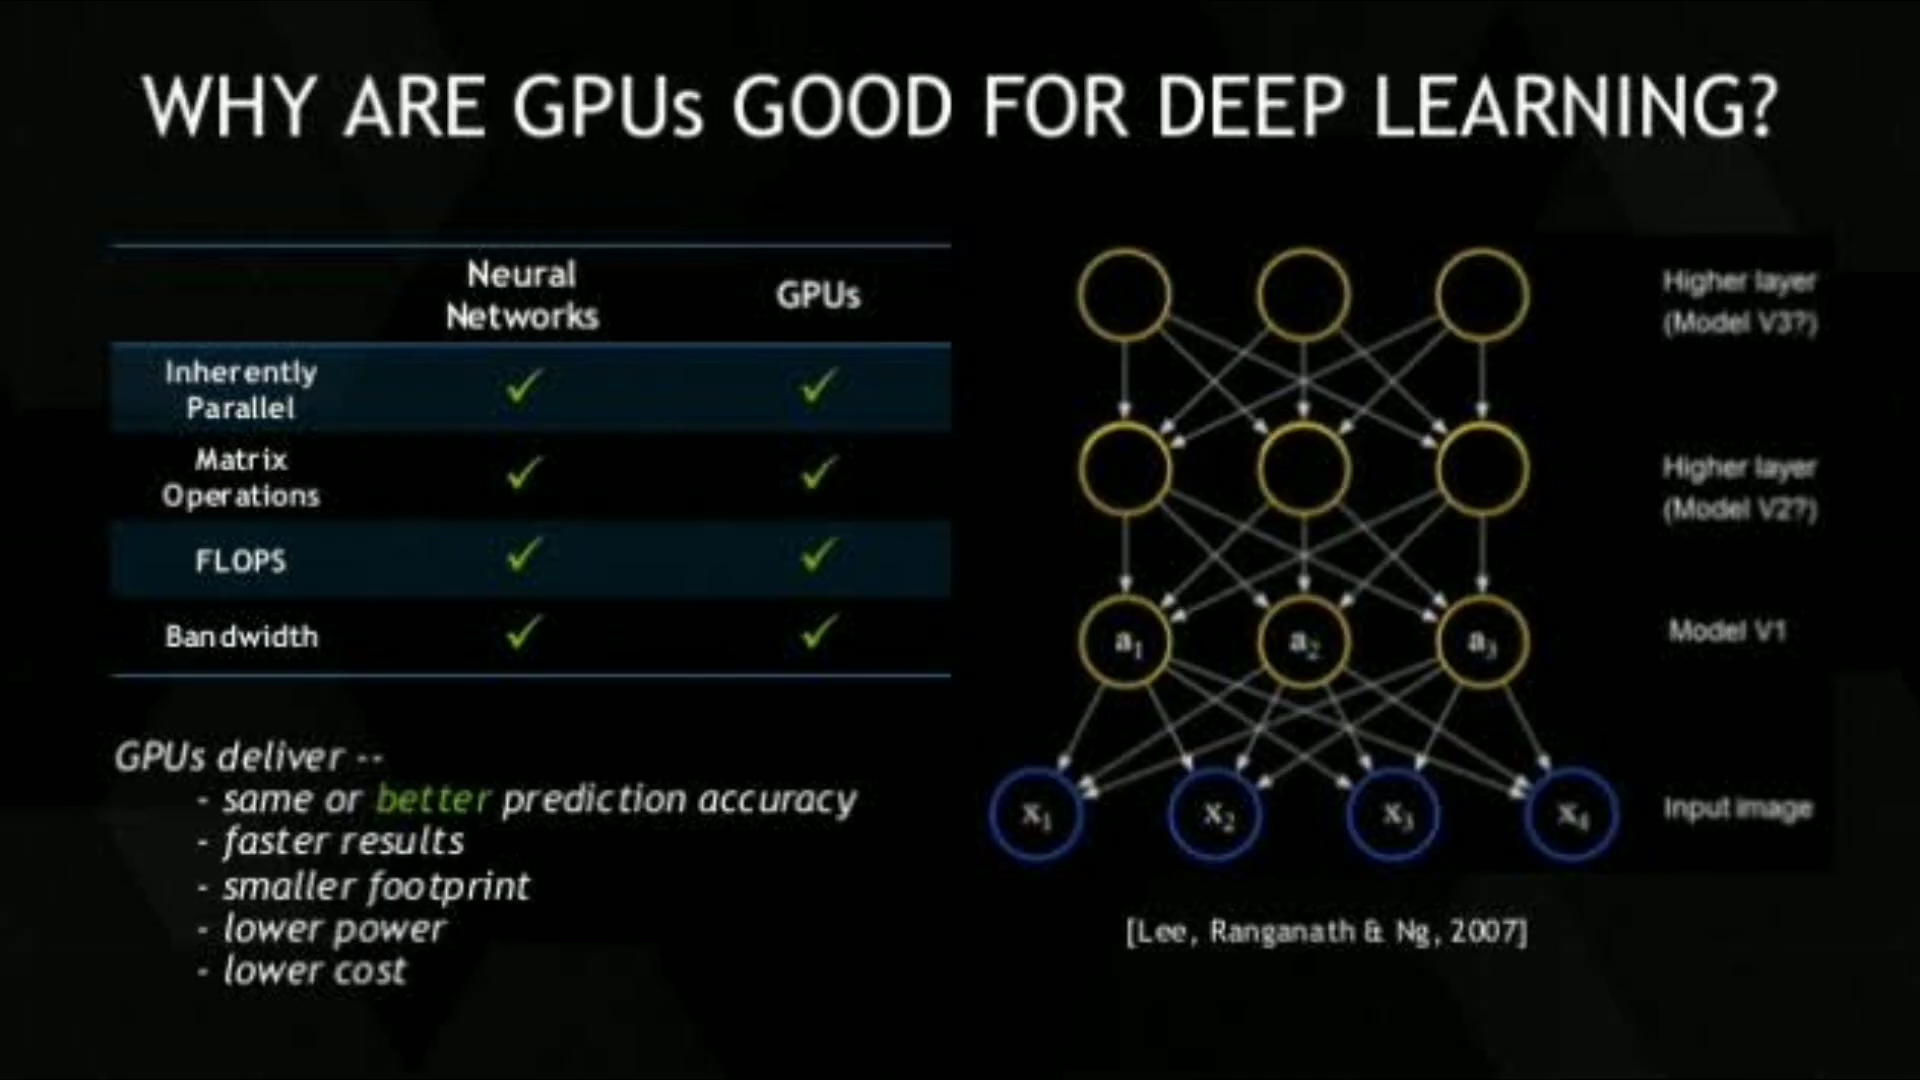 WHY ARE GPUs GOOD FOR DEEP LEARNING?
Neural
Networks
GPUs
Inherently
Parallel
✓ ✓
Matrix
Operations
✓ ✓
FLOPS ✓ ✓
Bandwidth ✓ ✓
GPUs deliver --
- same or better prediction accuracy
- faster results
- smaller footprint
- lower power
- lower cost
Higher layer
(Model V3?)
Higher layer
(Model V2?)
a₁ a₂ a₃
Model V1
x₁ x₂ x₃ x₄
Input image
[Lee, Ranganath & Ng, 2007]